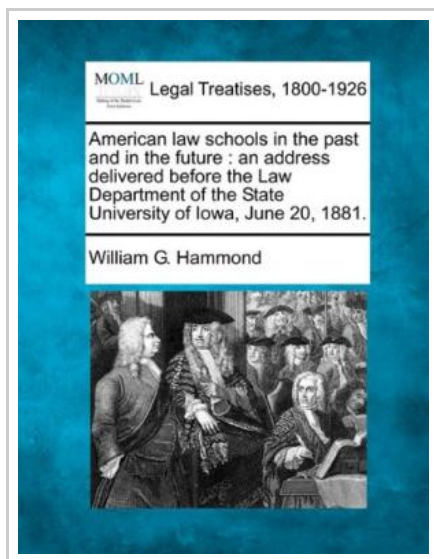 MOML
Legal Treatises, 1800-1926
American law schools in the past
and in the future : an address
delivered before the Law
Department of the State
University of Iowa, June 20, 1881.
William G. Hammond